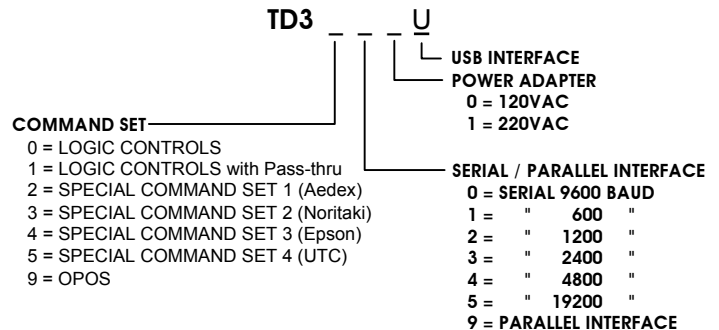 TD3 _ _ _ U
USB INTERFACE
POWER ADAPTER
0 = 120VAC
1 = 220VAC
COMMAND SET
0 = LOGIC CONTROLS
1 = LOGIC CONTROLS with Pass-thru
2 = SPECIAL COMMAND SET 1 (Aedex)
3 = SPECIAL COMMAND SET 2 (Noritaki)
4 = SPECIAL COMMAND SET 3 (Epson)
5 = SPECIAL COMMAND SET 4 (UTC)
9 = OPOS
SERIAL / PARALLEL INTERFACE
0 = SERIAL 9600 BAUD
1 = " 600 "
2 = " 1200 "
3 = " 2400 "
4 = " 4800 "
5 = " 19200 "
9 = PARALLEL INTERFACE